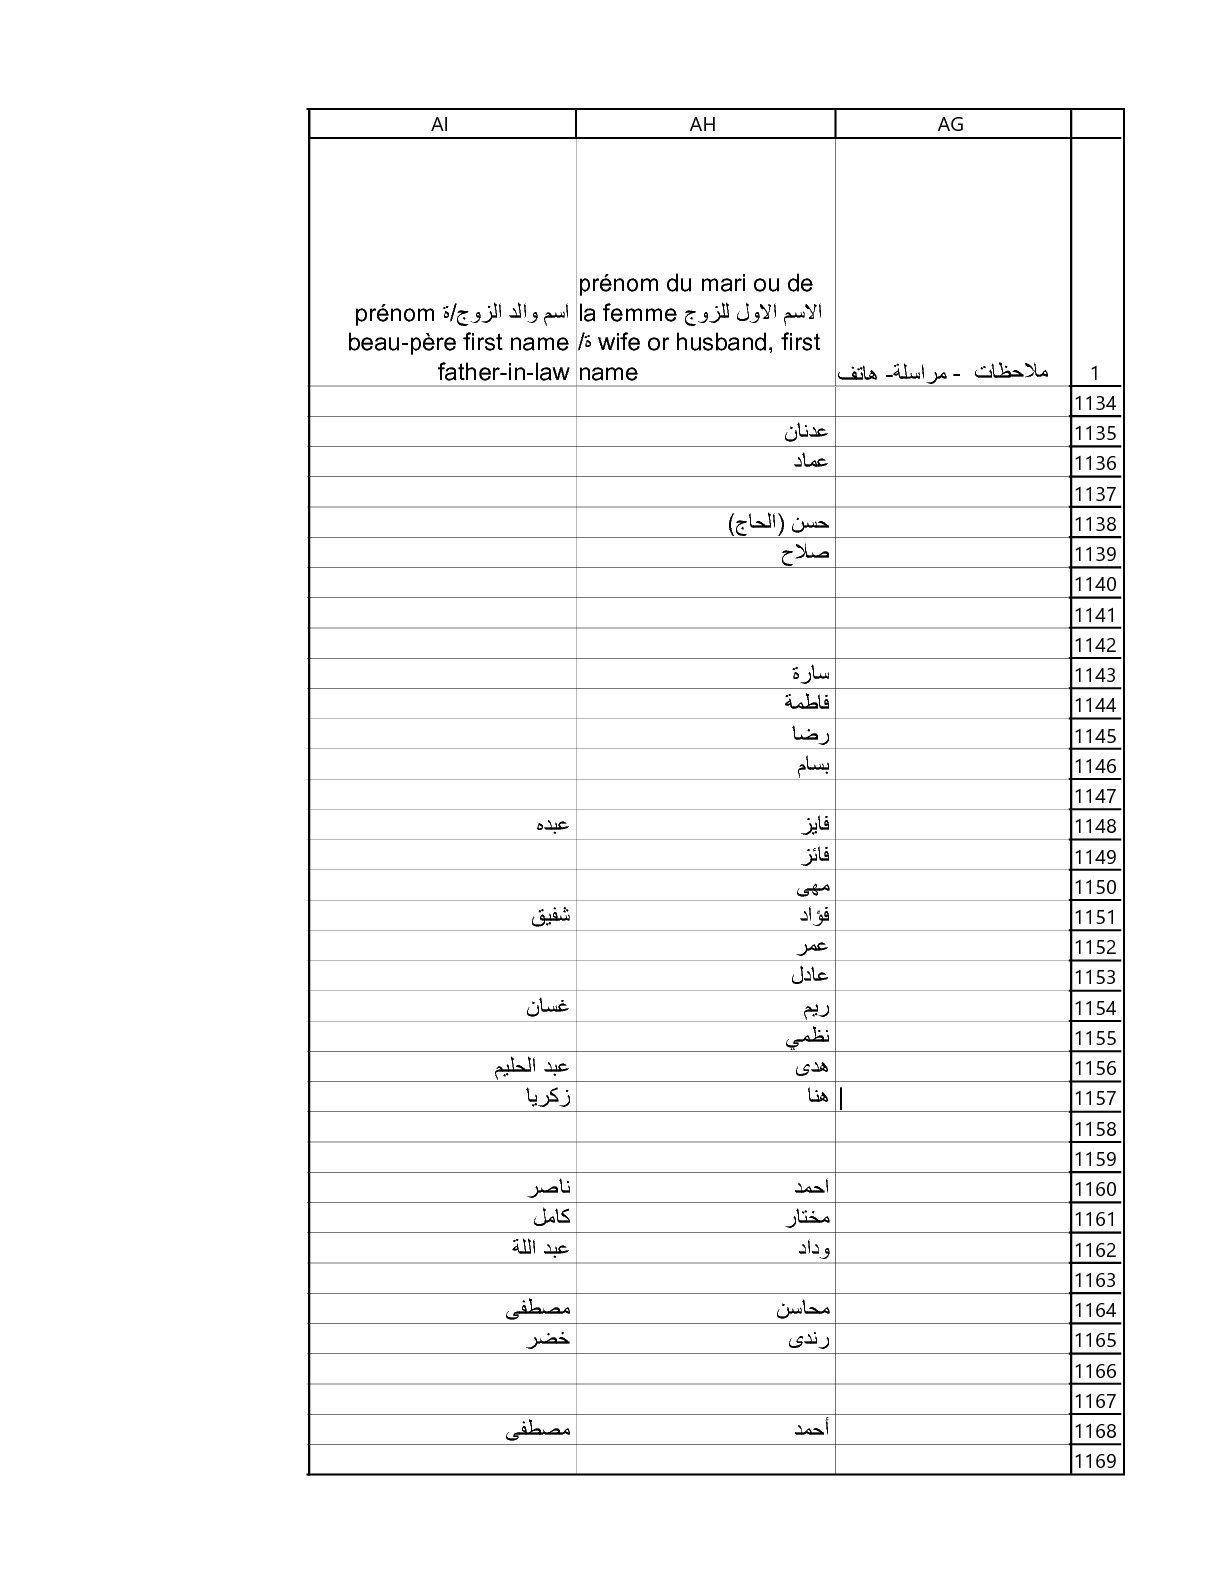 AI AH AG
prénom du mari ou de
la femme الاسم الاول للزوج
/ة wife or husband, first
name
prénom اسم والد الزوج/ة
beau-père first name
father-in-law
ملاحظات - مراسلة- هاتف
1
1134
1135 عدنان
1136 عماد
1137
1138 حسن (الحاج)
1139 صلاح
1140
1141
1142
1143 سارة
1144 فاطمة
1145 رضا
1146 بسام
1147
1148 فايز عبده
1149 فائز
1150 مهى
1151 فؤاد شفيق
1152 عمر
1153 عادل
1154 ريم غسان
1155 نظمي
1156 هدى عبد الحليم
1157 | هنا زكريا
1158
1159
1160 احمد ناصر
1161 مختار كامل
1162 وداد عبد اللة
1163
1164 محاسن مصطفى
1165 رندى خضر
1166
1167
1168 أحمد مصطفى
1169